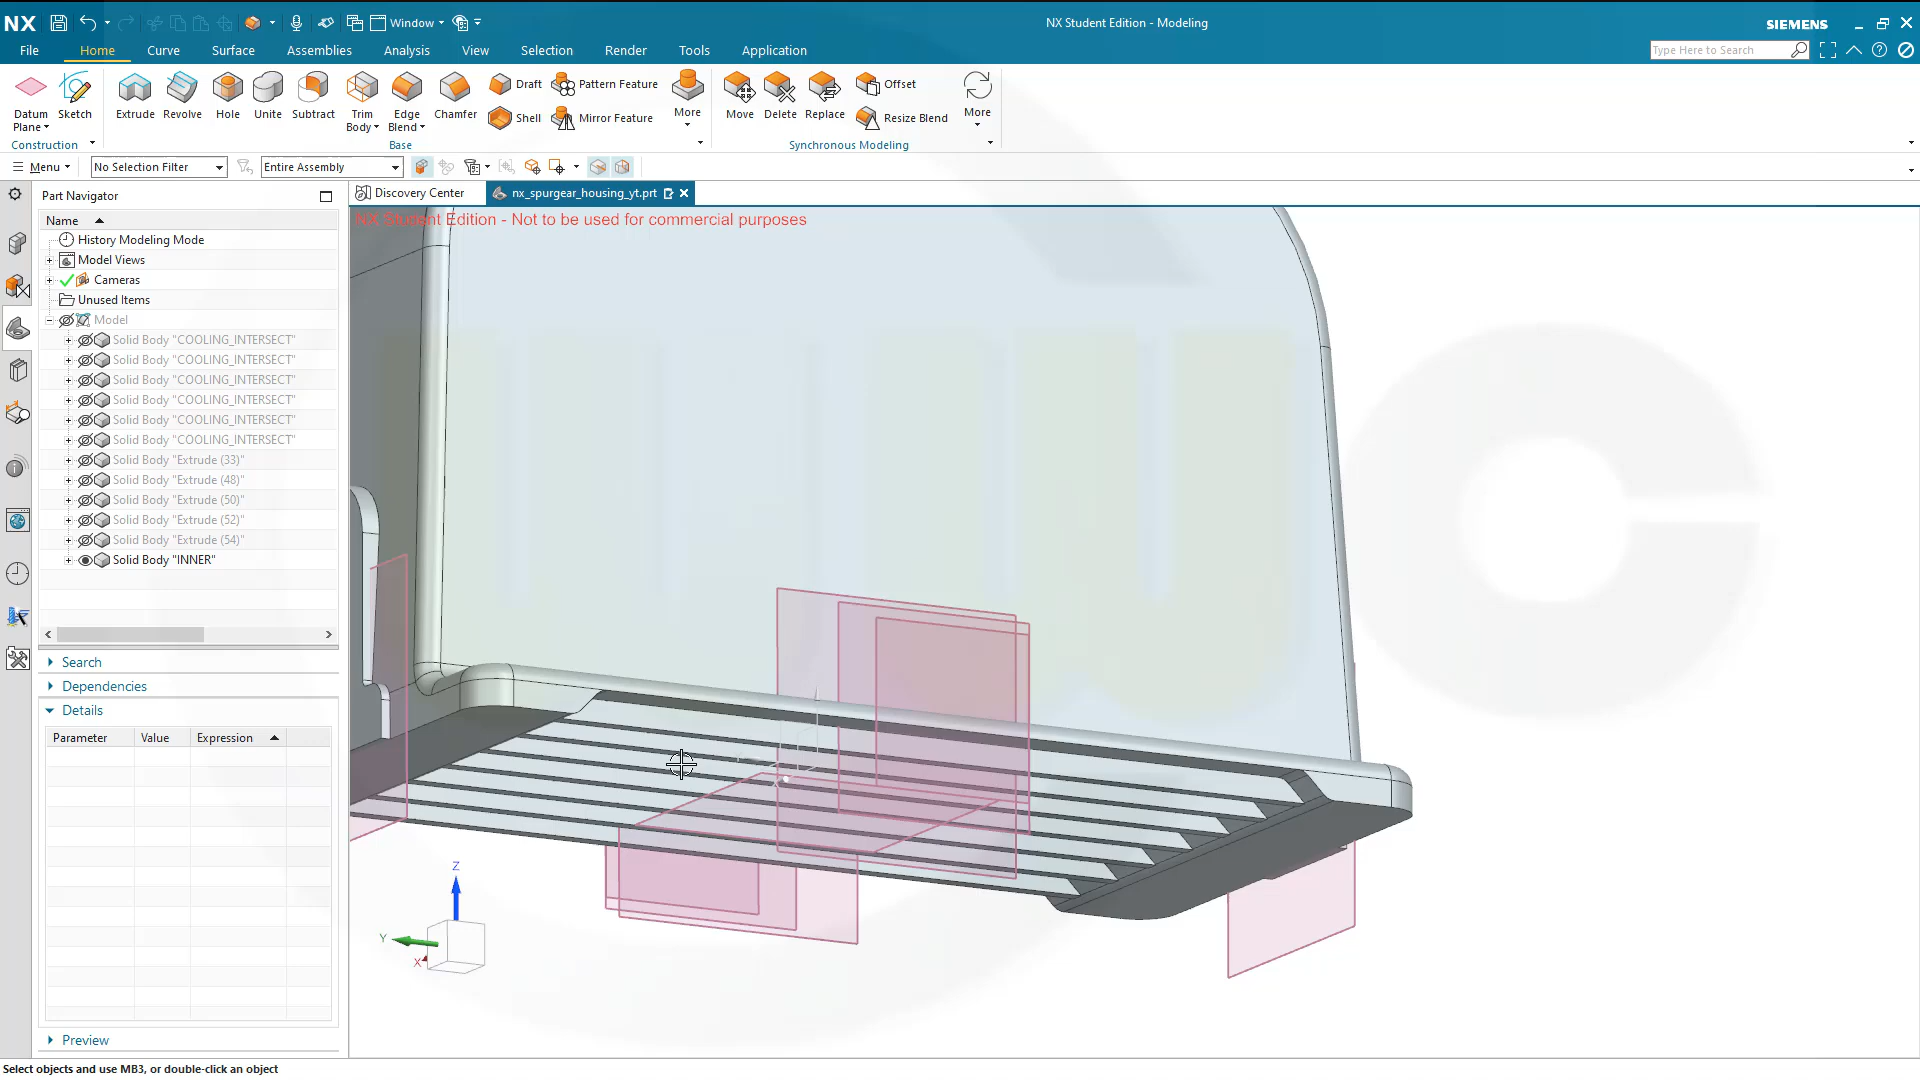 NX Window NX Student Edition - Modeling SIEMENS
File Home Curve Surface Assemblies Analysis View Selection Render Tools Application Type Here to Search
Datum Plane Sketch Extrude Revolve Hole Unite Subtract Trim Body Edge Blend Chamfer Draft Shell Pattern Feature Mirror Feature More Move Delete Replace Offset Resize Blend More
Construction Base Synchronous Modeling
Menu No Selection Filter Entire Assembly
Part Navigator Discovery Center nx_spurgear_housing_yt.prt
NX Student Edition - Not to be used for commercial purposes
Name
History Modeling Mode
Model Views
Cameras
Unused Items
Model
Solid Body "COOLING_INTERSECT"
Solid Body "COOLING_INTERSECT"
Solid Body "COOLING_INTERSECT"
Solid Body "COOLING_INTERSECT"
Solid Body "COOLING_INTERSECT"
Solid Body "COOLING_INTERSECT"
Solid Body "Extrude (33)"
Solid Body "Extrude (48)"
Solid Body "Extrude (50)"
Solid Body "Extrude (52)"
Solid Body "Extrude (54)"
Solid Body "INNER"
Search
Dependencies
Details
Parameter Value Expression
Z
Y
X
Preview
Select objects and use MB3, or double-click an object